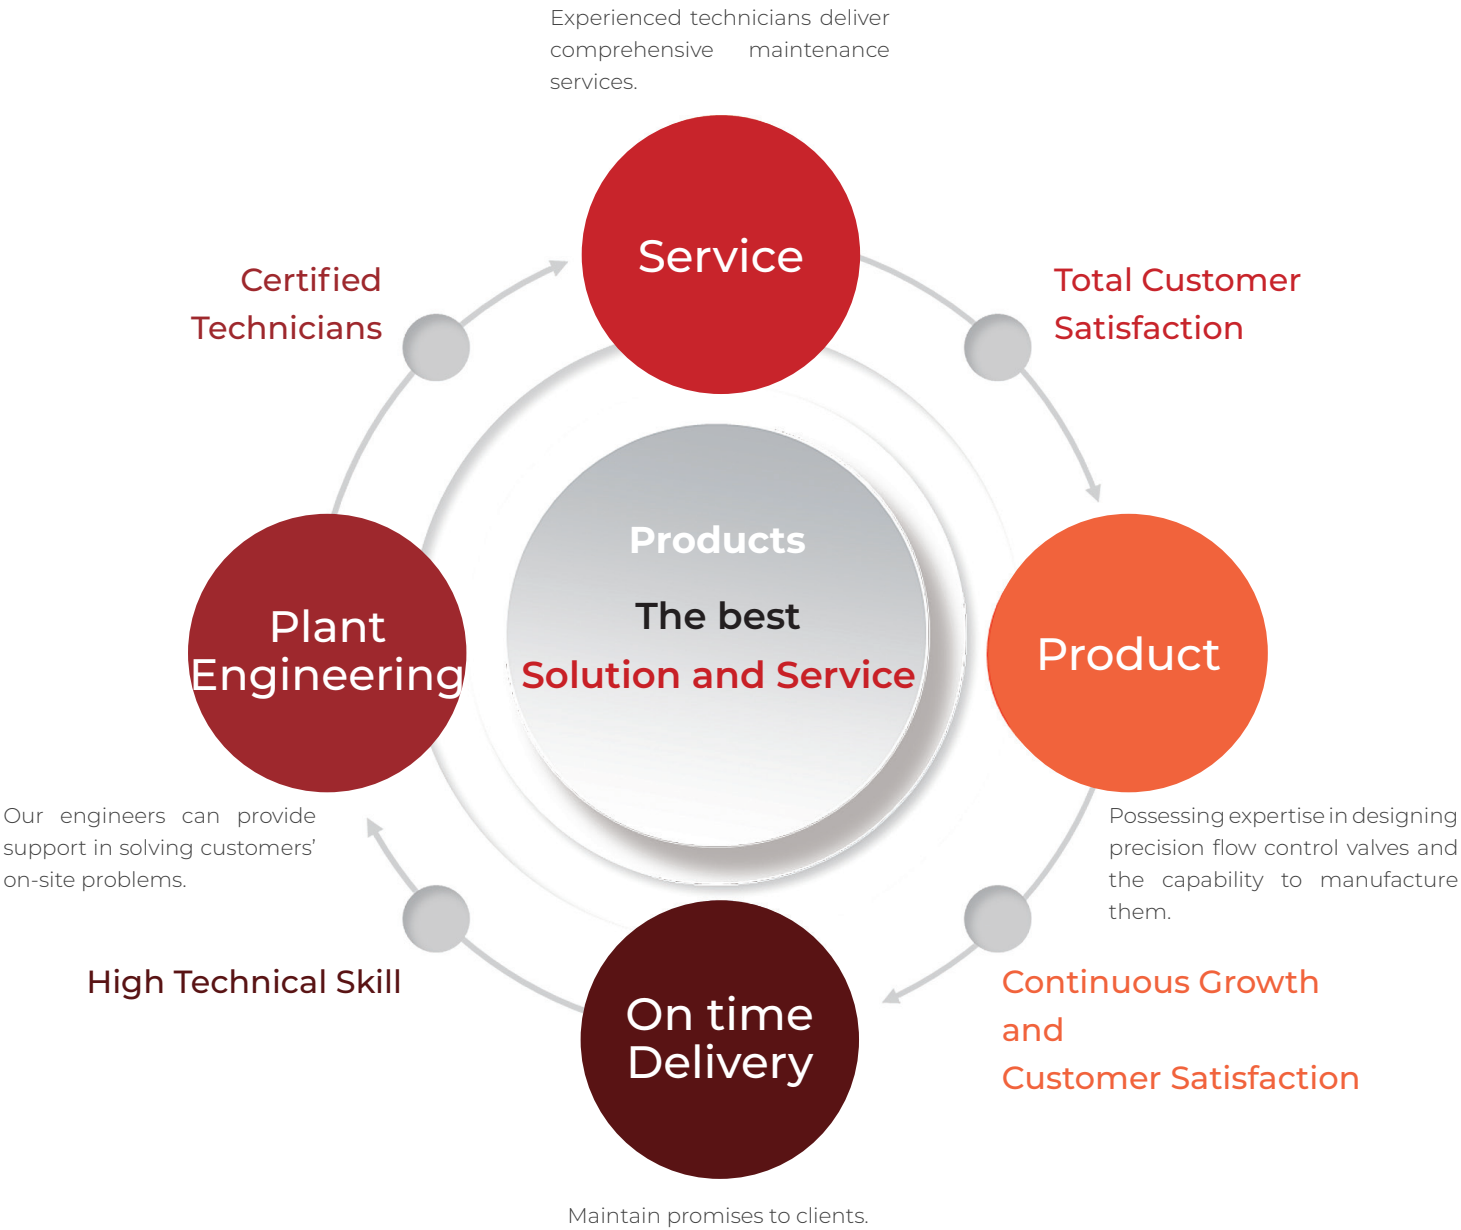 Experienced technicians deliver
comprehensive maintenance
services.
Service
Certified
Technicians
Total Customer
Satisfaction
Products
The best
Solution and Service
Plant
Engineering
Product
Our engineers can provide
support in solving customers’
on-site problems.
Possessing expertise in designing
precision flow control valves and
the capability to manufacture
them.
High Technical Skill
Continuous Growth
and
Customer Satisfaction
On time
Delivery
Maintain promises to clients.